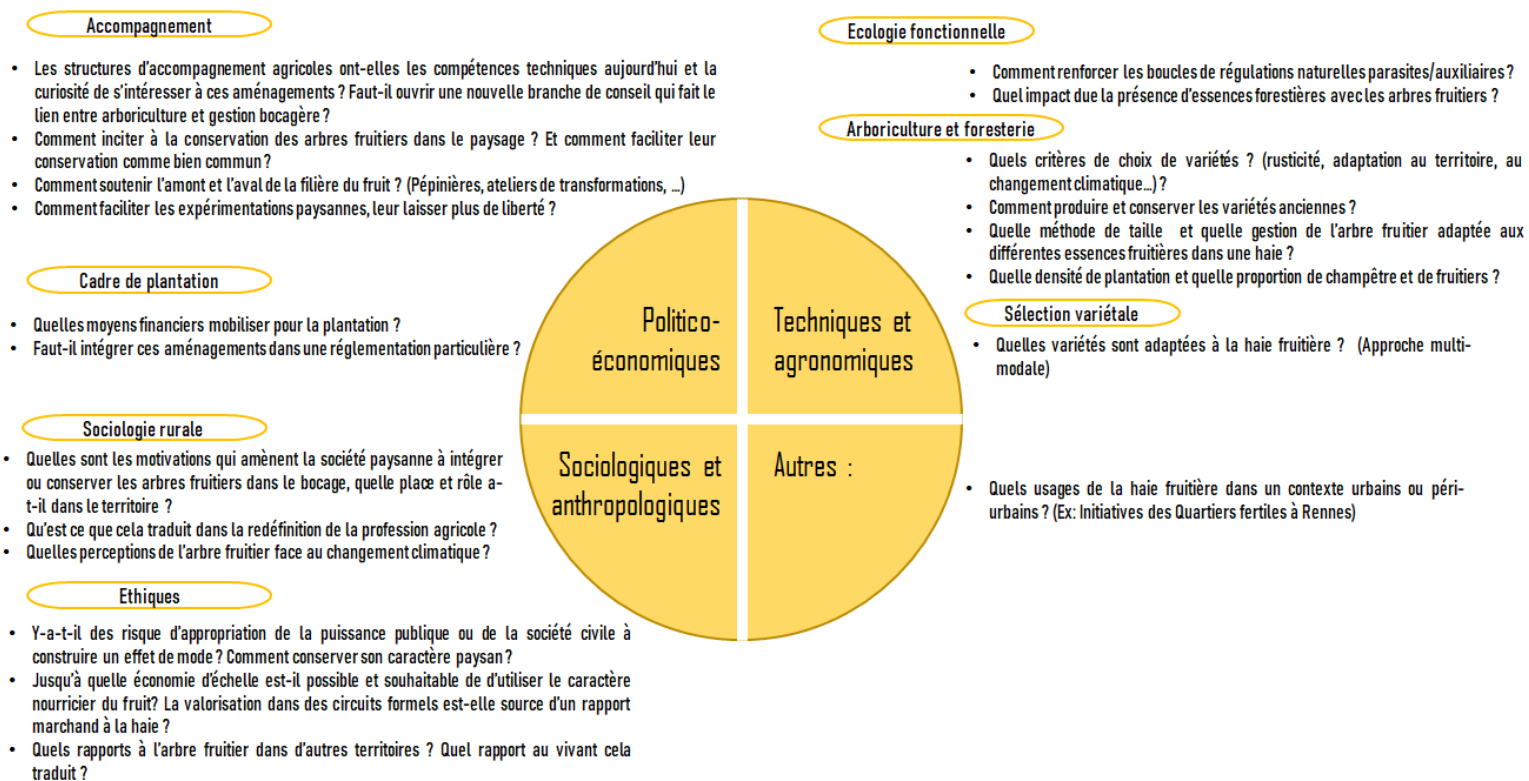 Accompagnement
• Les structures d'accompagnement agricoles ont-elles les compétences techniques aujourd'hui et la
curiosité de s'intéresser à ces aménagements ? Faut-il ouvrir une nouvelle branche de conseil qui fait le
lien entre arboriculture et gestion bocagère ?
• Comment inciter à la conservation des arbres fruitiers dans le paysage ? Et comment faciliter leur
conservation comme bien commun ?
• Comment soutenir l'amont et l'aval de la filière du fruit ? (Pépinières, ateliers de transformations, …)
• Comment faciliter les expérimentations paysannes, leur laisser plus de liberté ?
Cadre de plantation
• Quelles moyens financiers mobiliser pour la plantation ?
• Faut-il intégrer ces aménagements dans une réglementation particulière ?
Politico-
économiques
Ecologie fonctionnelle
• Comment renforcer les boucles de régulations naturelles parasites/auxiliaires ?
• Quel impact due la présence d'essences forestières avec les arbres fruitiers ?
Arboriculture et foresterie
• Quels critères de choix de variétés ? (rusticité, adaptation au territoire, au
changement climatique…) ?
• Comment produire et conserver les variétés anciennes ?
• Quelle méthode de taille et quelle gestion de l'arbre fruitier adaptée aux
différentes essences fruitières dans une haie ?
• Quelle densité de plantation et quelle proportion de champêtre et de fruitiers ?
Sélection variétale
• Quelles variétés sont adaptées à la haie fruitière ? (Approche multi-
modale)
Techniques et
agronomiques
Sociologie rurale
• Quelles sont les motivations qui amènent la société paysanne à intégrer
ou conserver les arbres fruitiers dans le bocage, quelle place et rôle a-
t-il dans le territoire ?
• Qu'est ce que cela traduit dans la redéfinition de la profession agricole ?
• Quelles perceptions de l'arbre fruitier face au changement climatique ?
Ethiques
• Y-a-t-il des risque d'appropriation de la puissance publique ou de la société civile à
construire un effet de mode ? Comment conserver son caractère paysan ?
• Jusqu'à quelle économie d'échelle est-il possible et souhaitable de d'utiliser le caractère
nourricier du fruit? La valorisation dans des circuits formels est-elle source d'un rapport
marchand à la haie ?
• Quels rapports à l'arbre fruitier dans d'autres territoires ? Quel rapport au vivant cela
traduit ?
Sociologiques et
anthropologiques
Autres :
• Quels usages de la haie fruitière dans un contexte urbains ou péri-
urbains ? (Ex: Initiatives des Quartiers fertiles à Rennes)